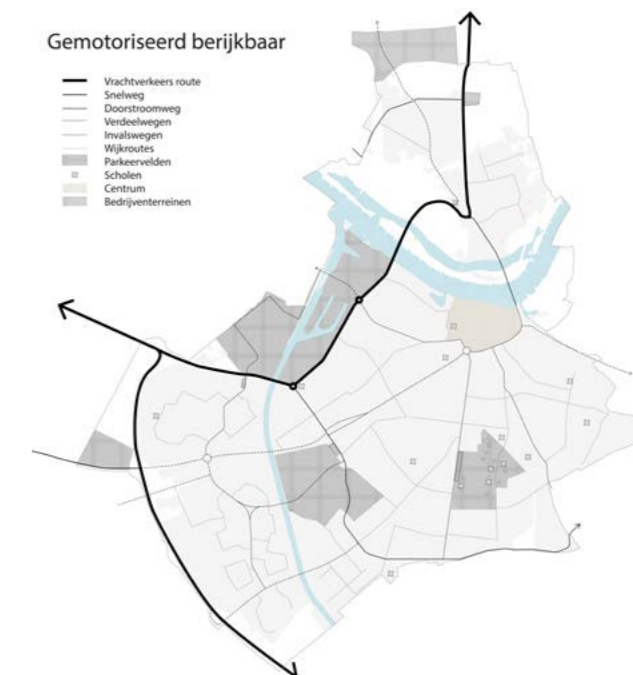 Gemotoriseerd berijkbaar
Vrachtverkeers route
Snelweg
Doorstroomweg
Verdeelwegen
Invalswegen
Wijkroutes
Parkeervelden
Scholen
Centrum
Bedrijventerreinen